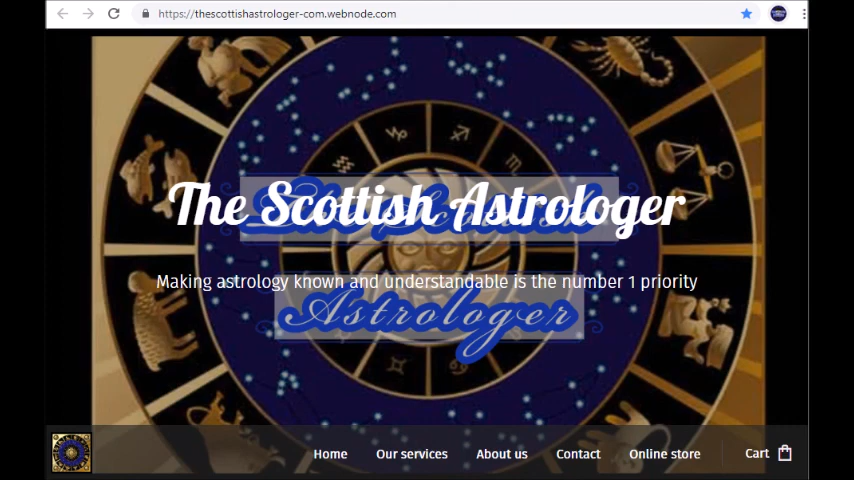 https://thescottishastrologer-com.webnode.com
The Scottish Astrologer
Making astrology known and understandable is the number 1 priority
Astrologer
Home Our services About us Contact Online store Cart